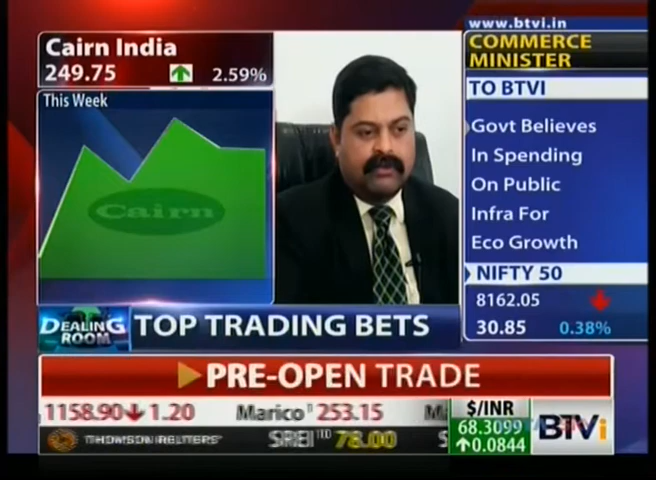 www.btvi.in
Cairn India
249.75 2.59%
This Week
Cairn
COMMERCE
MINISTER
TO BTVI
Govt Believes
In Spending
On Public
Infra For
Eco Growth
NIFTY 50
8162.05
30.85 0.38%
DEALING
ROOM
TOP TRADING BETS
PRE-OPEN TRADE
1158.90 1.20 Marico 253.15
THOMSON REUTERS SREI 78.00
$/INR
68.3099
0.0844
BTVi